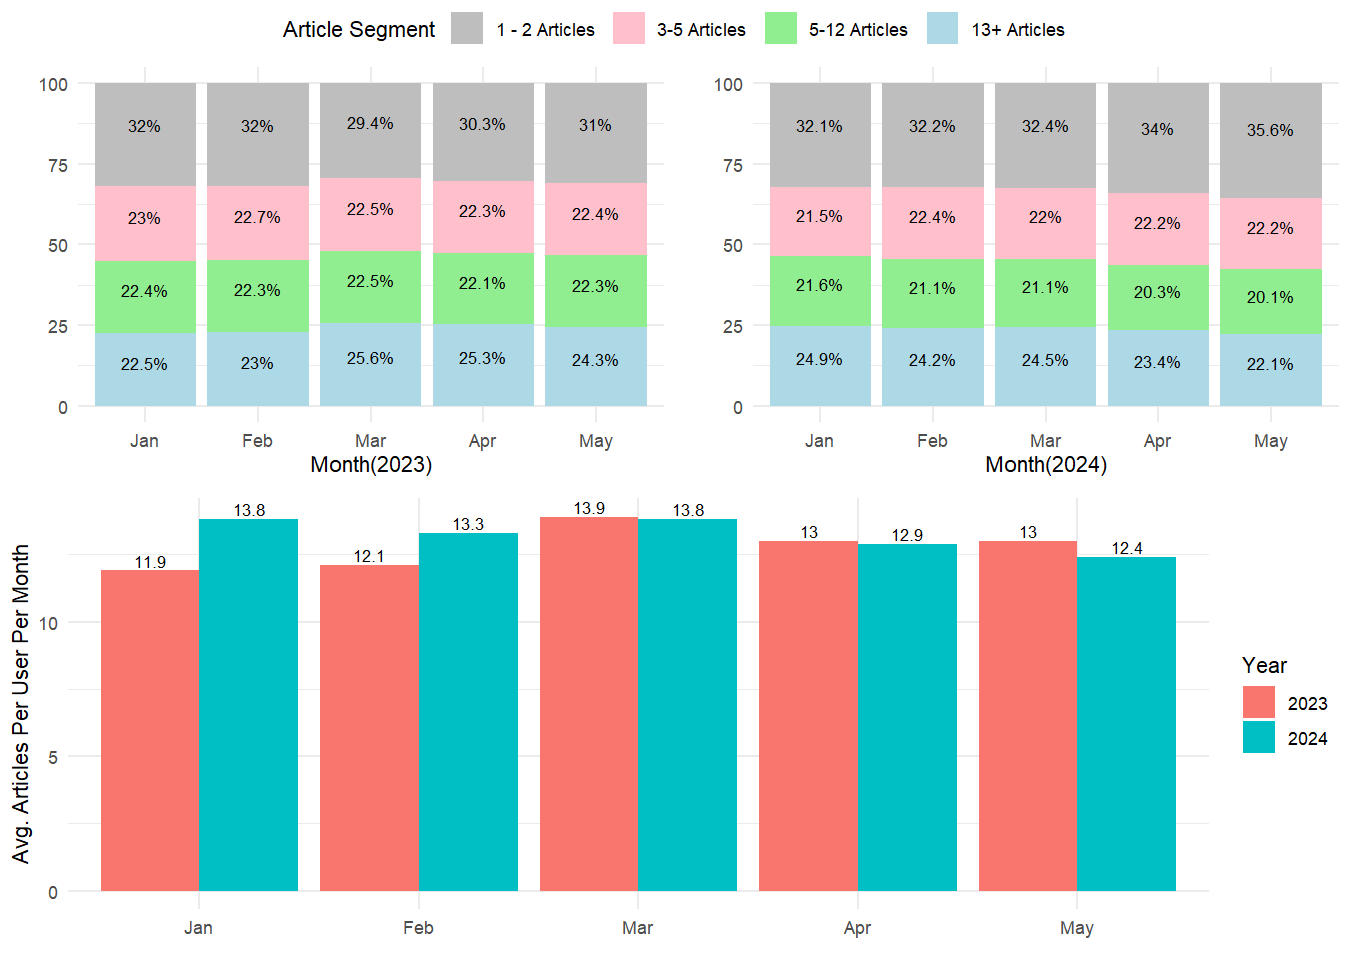 Article Segment 1 - 2 Articles 3-5 Articles 5-12 Articles 13+ Articles
100
75
50
25
0
32% 32% 29.4% 30.3% 31%
23% 22.7% 22.5% 22.3% 22.4%
22.4% 22.3% 22.5% 22.1% 22.3%
22.5% 23% 25.6% 25.3% 24.3%
Jan Feb Mar Apr May
Month(2023)
100
75
50
25
0
32.1% 32.2% 32.4% 34% 35.6%
21.5% 22.4% 22% 22.2% 22.2%
21.6% 21.1% 21.1% 20.3% 20.1%
24.9% 24.2% 24.5% 23.4% 22.1%
Jan Feb Mar Apr May
Month(2024)
Avg. Articles Per User Per Month
10
5
0
11.9 13.8 12.1 13.3 13.9 13.8 13 12.9 13 12.4
Jan Feb Mar Apr May
Year
2023
2024